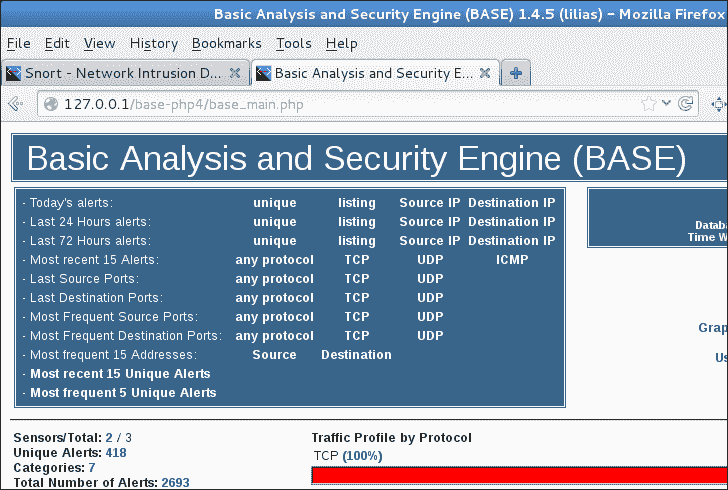 Basic Analysis and Security Engine (BASE) 1.4.5 (lilias) – Mozilla Firefox
File Edit View History Bookmarks Tools Help
Snort - Network Intrusion D... Basic Analysis and Security E...
127.0.0.1/base-php4/base_main.php
Basic Analysis and Security Engine (BASE)
- Today's alerts: unique listing Source IP Destination IP
- Last 24 Hours alerts: unique listing Source IP Destination IP
- Last 72 Hours alerts: unique listing Source IP Destination IP
- Most recent 15 Alerts: any protocol TCP UDP ICMP
- Last Source Ports: any protocol TCP UDP
- Last Destination Ports: any protocol TCP UDP
- Most Frequent Source Ports: any protocol TCP UDP
- Most Frequent Destination Ports: any protocol TCP UDP
- Most frequent 15 Addresses: Source Destination
- Most recent 15 Unique Alerts
- Most frequent 5 Unique Alerts
Databa
Time W
Grap
Us
Sensors/Total: 2 / 3
Unique Alerts: 418
Categories: 7
Total Number of Alerts: 2693
Traffic Profile by Protocol
TCP (100%)